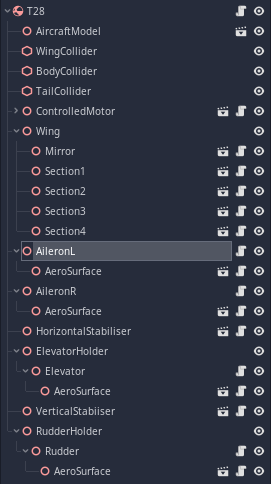 T28
AircraftModel
WingCollider
BodyCollider
TailCollider
ControlledMotor
Wing
Mirror
Section1
Section2
Section3
Section4
AileronL
AeroSurface
AileronR
AeroSurface
HorizontalStabiliser
ElevatorHolder
Elevator
AeroSurface
VerticalStabiiser
RudderHolder
Rudder
AeroSurface